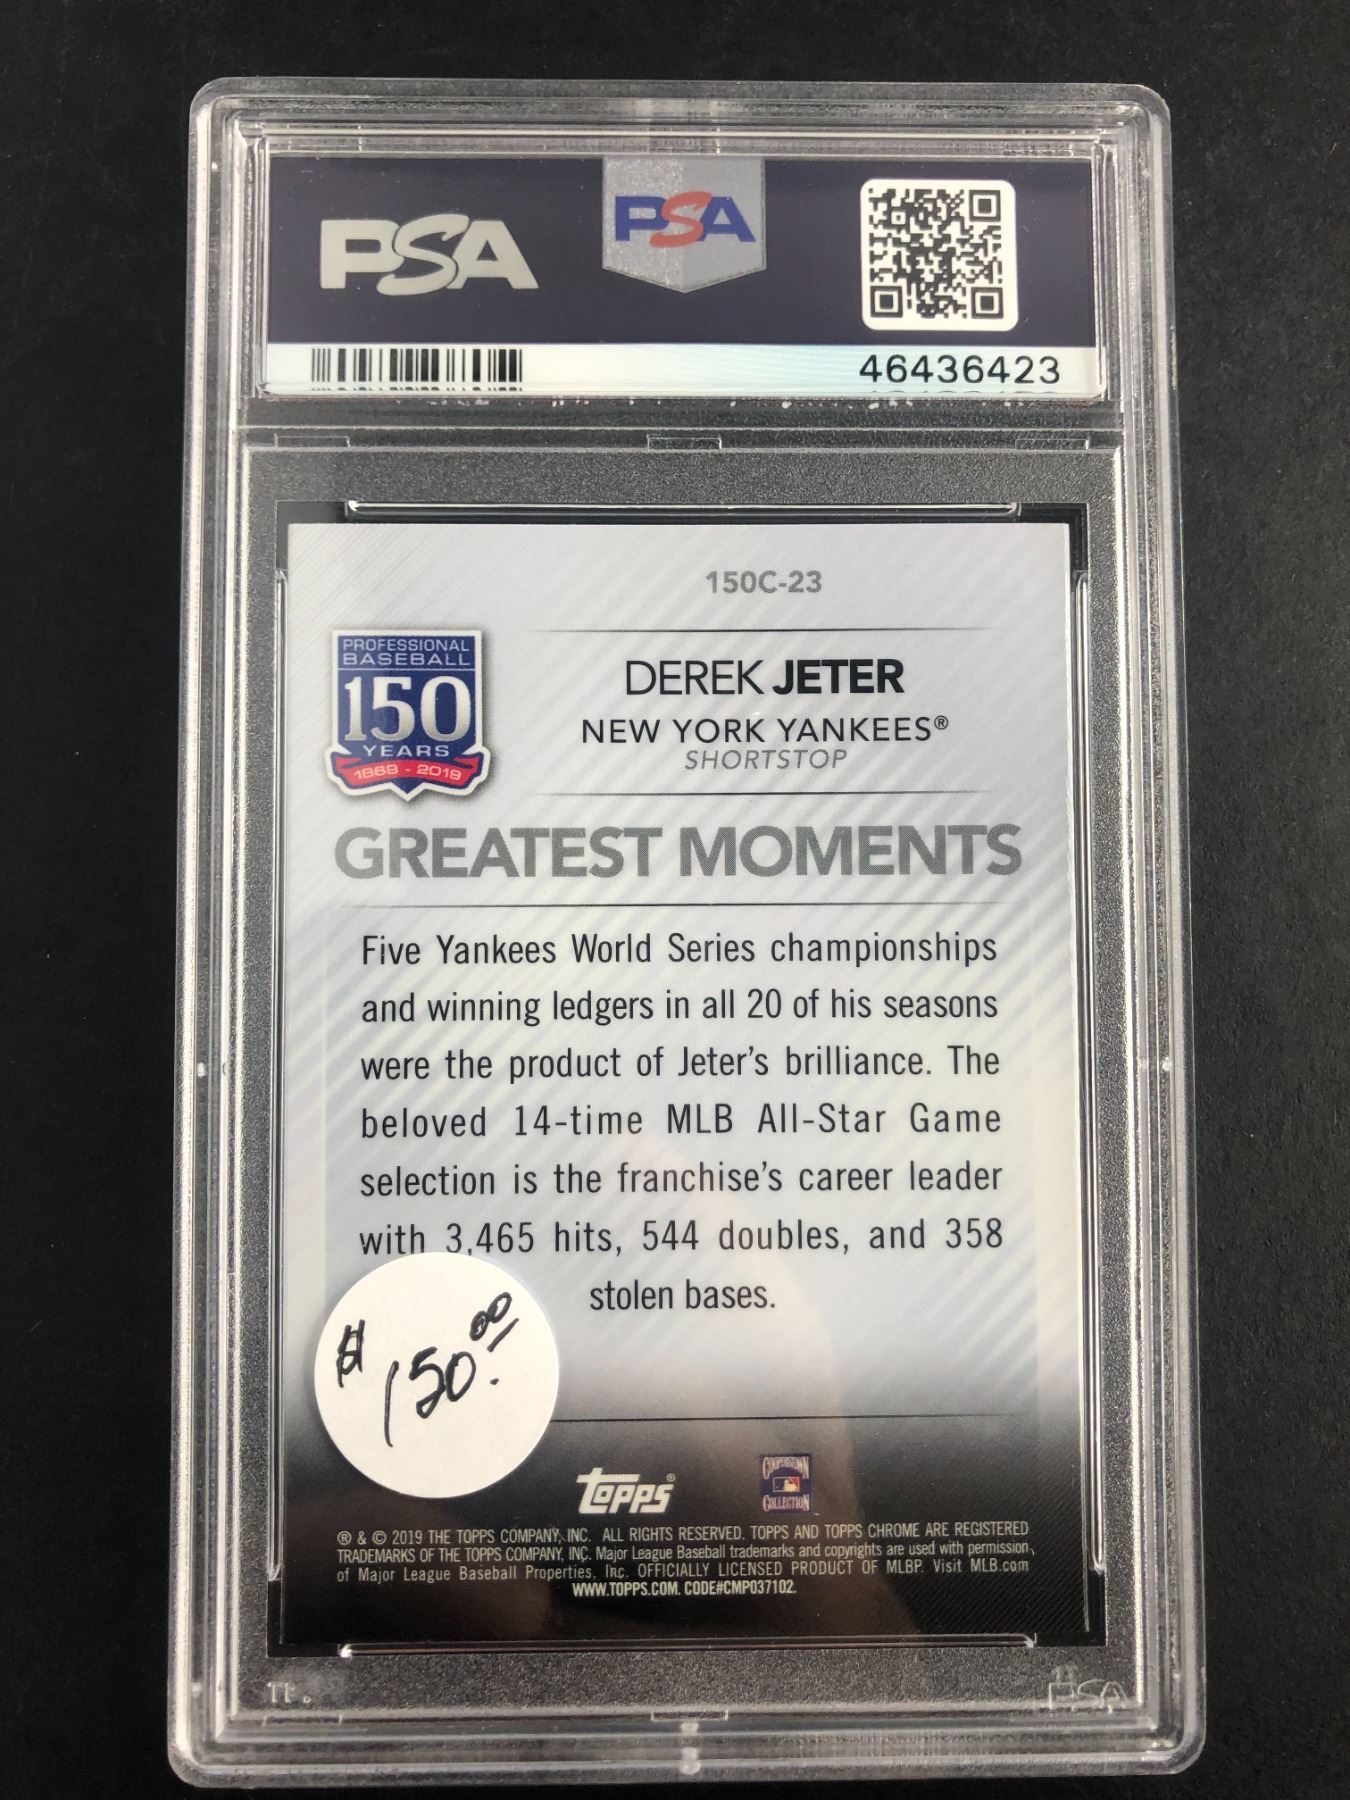 PSA
PSA
46436423
150C-23
PROFESSIONAL
BASEBALL
150
YEARS
1869 - 2019
DEREK JETER
NEW YORK YANKEES®
SHORTSTOP
GREATEST MOMENTS
Five Yankees World Series championships
and winning ledgers in all 20 of his seasons
were the product of Jeter's brilliance. The
beloved 14-time MLB All-Star Game
selection is the franchise's career leader
with 3,465 hits, 544 doubles, and 358
stolen bases.
$150.00
Topps®
COOPERSTOWN
COLLECTION
® & © 2019 THE TOPPS COMPANY, INC. ALL RIGHTS RESERVED. TOPPS AND TOPPS CHROME ARE REGISTERED
TRADEMARKS OF THE TOPPS COMPANY, INC. Major League Baseball trademarks and copyrights are used with permission
of Major League Baseball Properties, Inc. OFFICIALLY LICENSED PRODUCT OF MLBP. Visit MLB.com
WWW.TOPPS.COM. CODE#CMP037102.
PSA